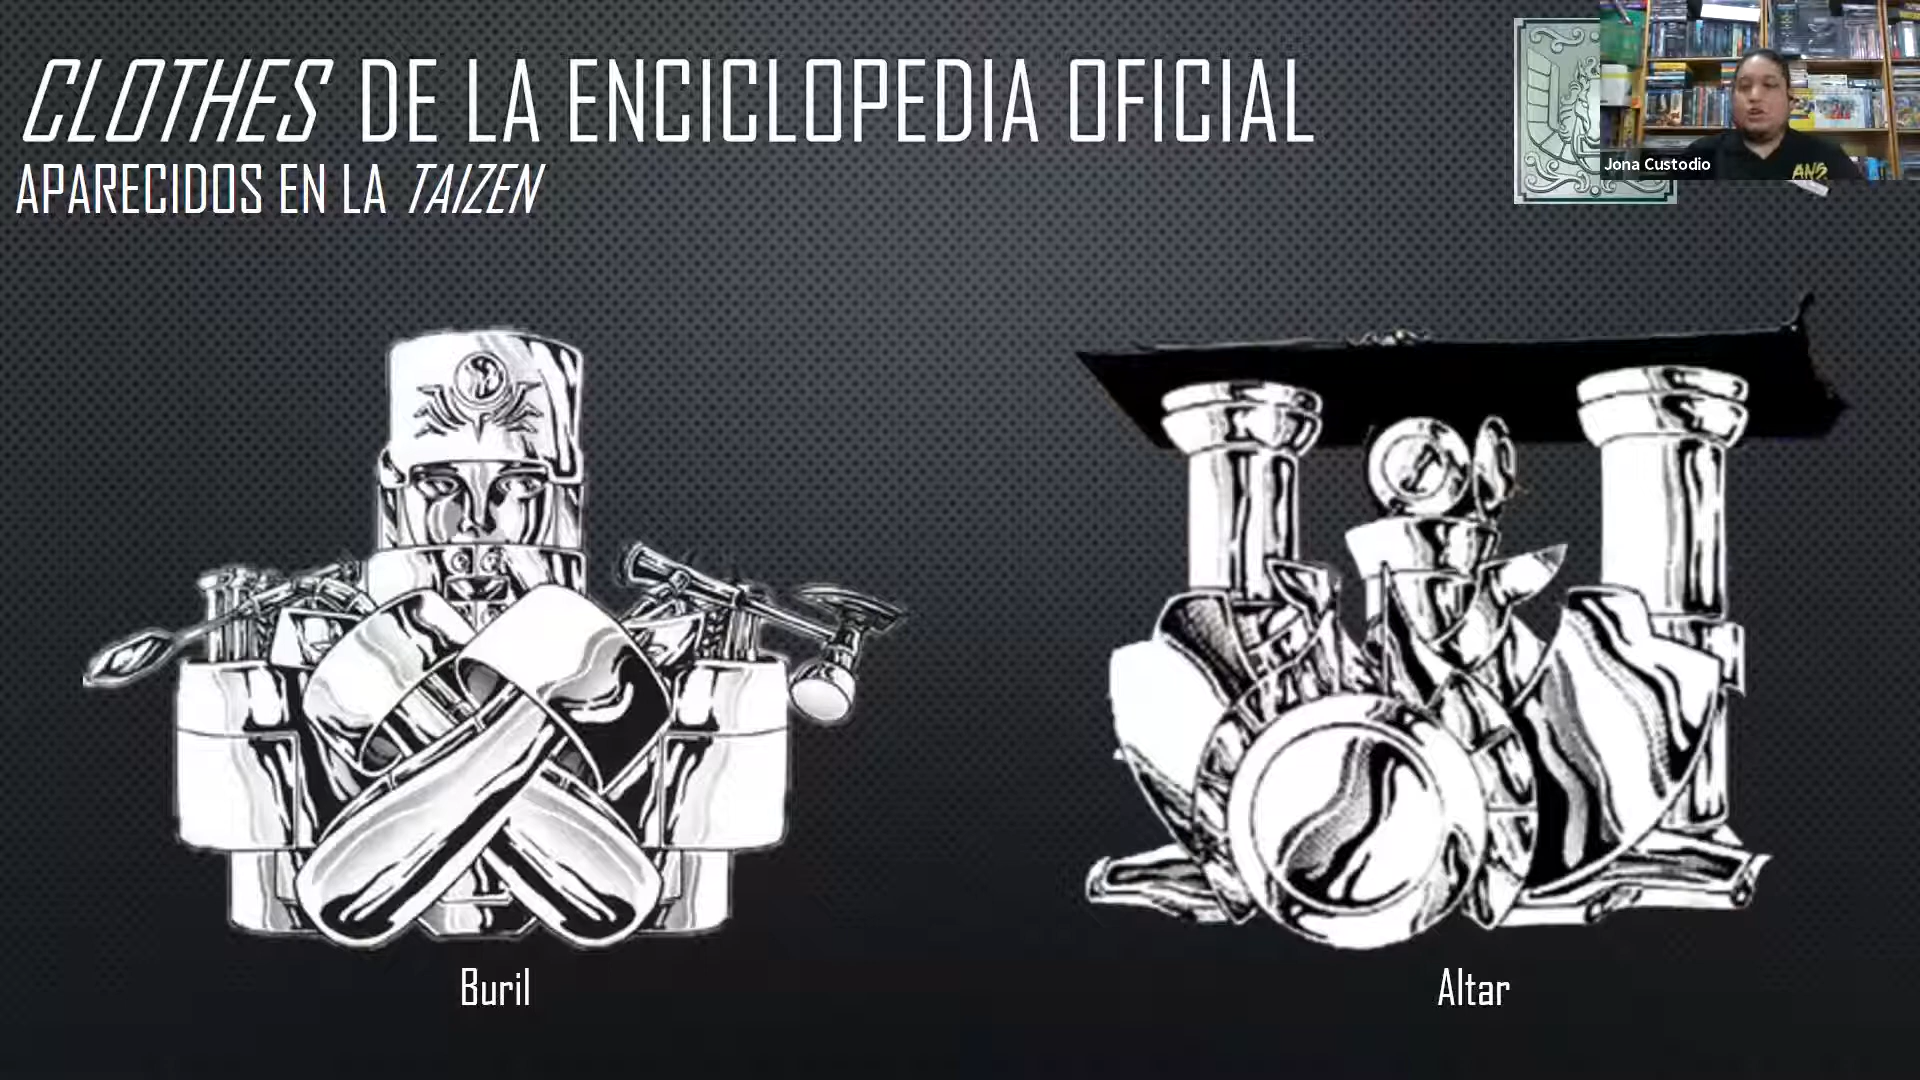 CLOTHES DE LA ENCICLOPEDIA OFICIAL
APARECIDOS EN LA TAIZEN
Jona Custodio
Buril
Altar